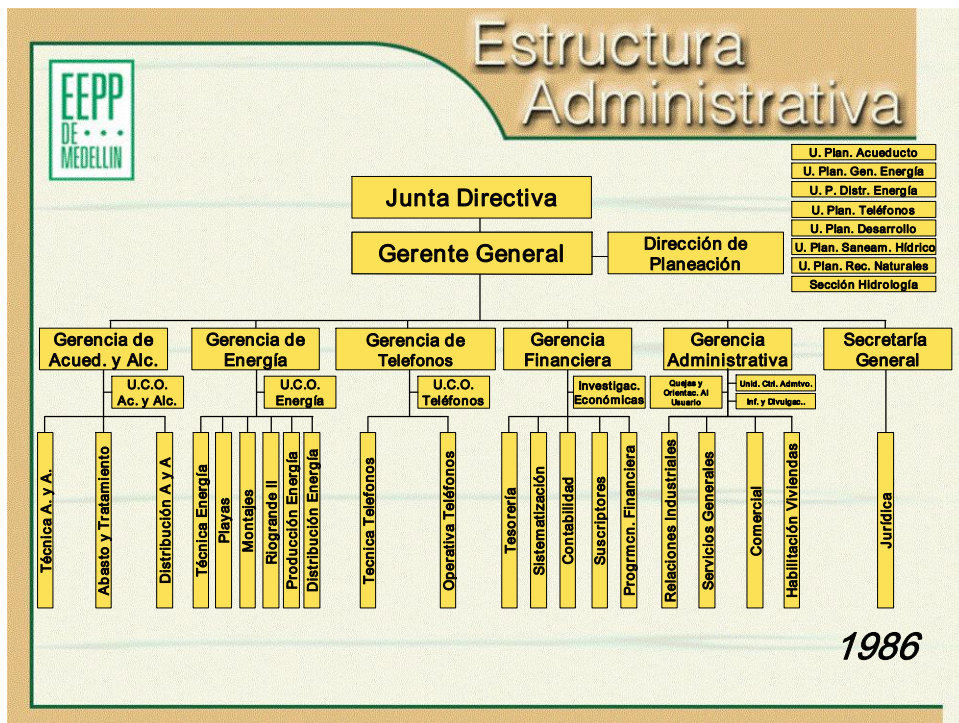 Estructura
Administrativa
EEPP
DE
MEDELLIN
U. Plan. Acueducto
U. Plan. Gen. Energía
U. P. Distr. Energía
U. Plan. Teléfonos
U. Plan. Desarrollo
U. Plan. Saneam. Hídrico
U. Plan. Rec. Naturales
Sección Hidrología
Junta Directiva
Gerente General
Dirección de
Planeación
Gerencia de
Acued. y Alc.
Gerencia de
Energía
Gerencia de
Telefonos
Gerencia
Financiera
Gerencia
Administrativa
Secretaría
General
U.C.O.
Ac. y Alc.
U.C.O.
Energía
U.C.O.
Teléfonos
Investigac.
Económicas
Quejas y
Orientac. Al
Usuario
Unid. Ctrl. Admtvo.
Inf. y Divulgac..
Técnica A. y A.
Abasto y Tratamiento
Distribución A y A
Técnica Energía
Playas
Montajes
Riogrande II
Producción Energía
Distribución Energía
Tecnica Telefonos
Operativa Teléfonos
Tesorería
Sistematización
Contabilidad
Suscriptores
Progrmcn. Financiera
Relaciones Industriales
Servicios Generales
Comercial
Habilitación Viviendas
Jurídica
1986